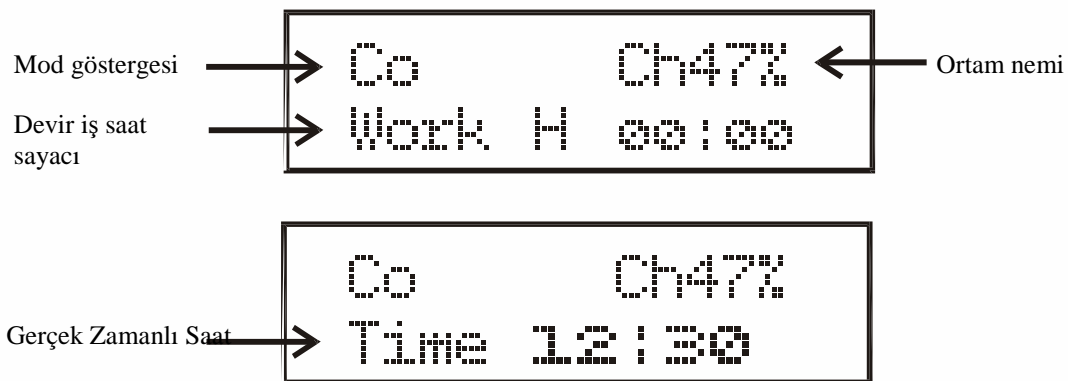 Mod göstergesi
Co Ch47%
Ortam nemi
Devir iş saat
sayacı
Work H 00:00
Co Ch47%
Gerçek Zamanlı Saat
Time 12:30